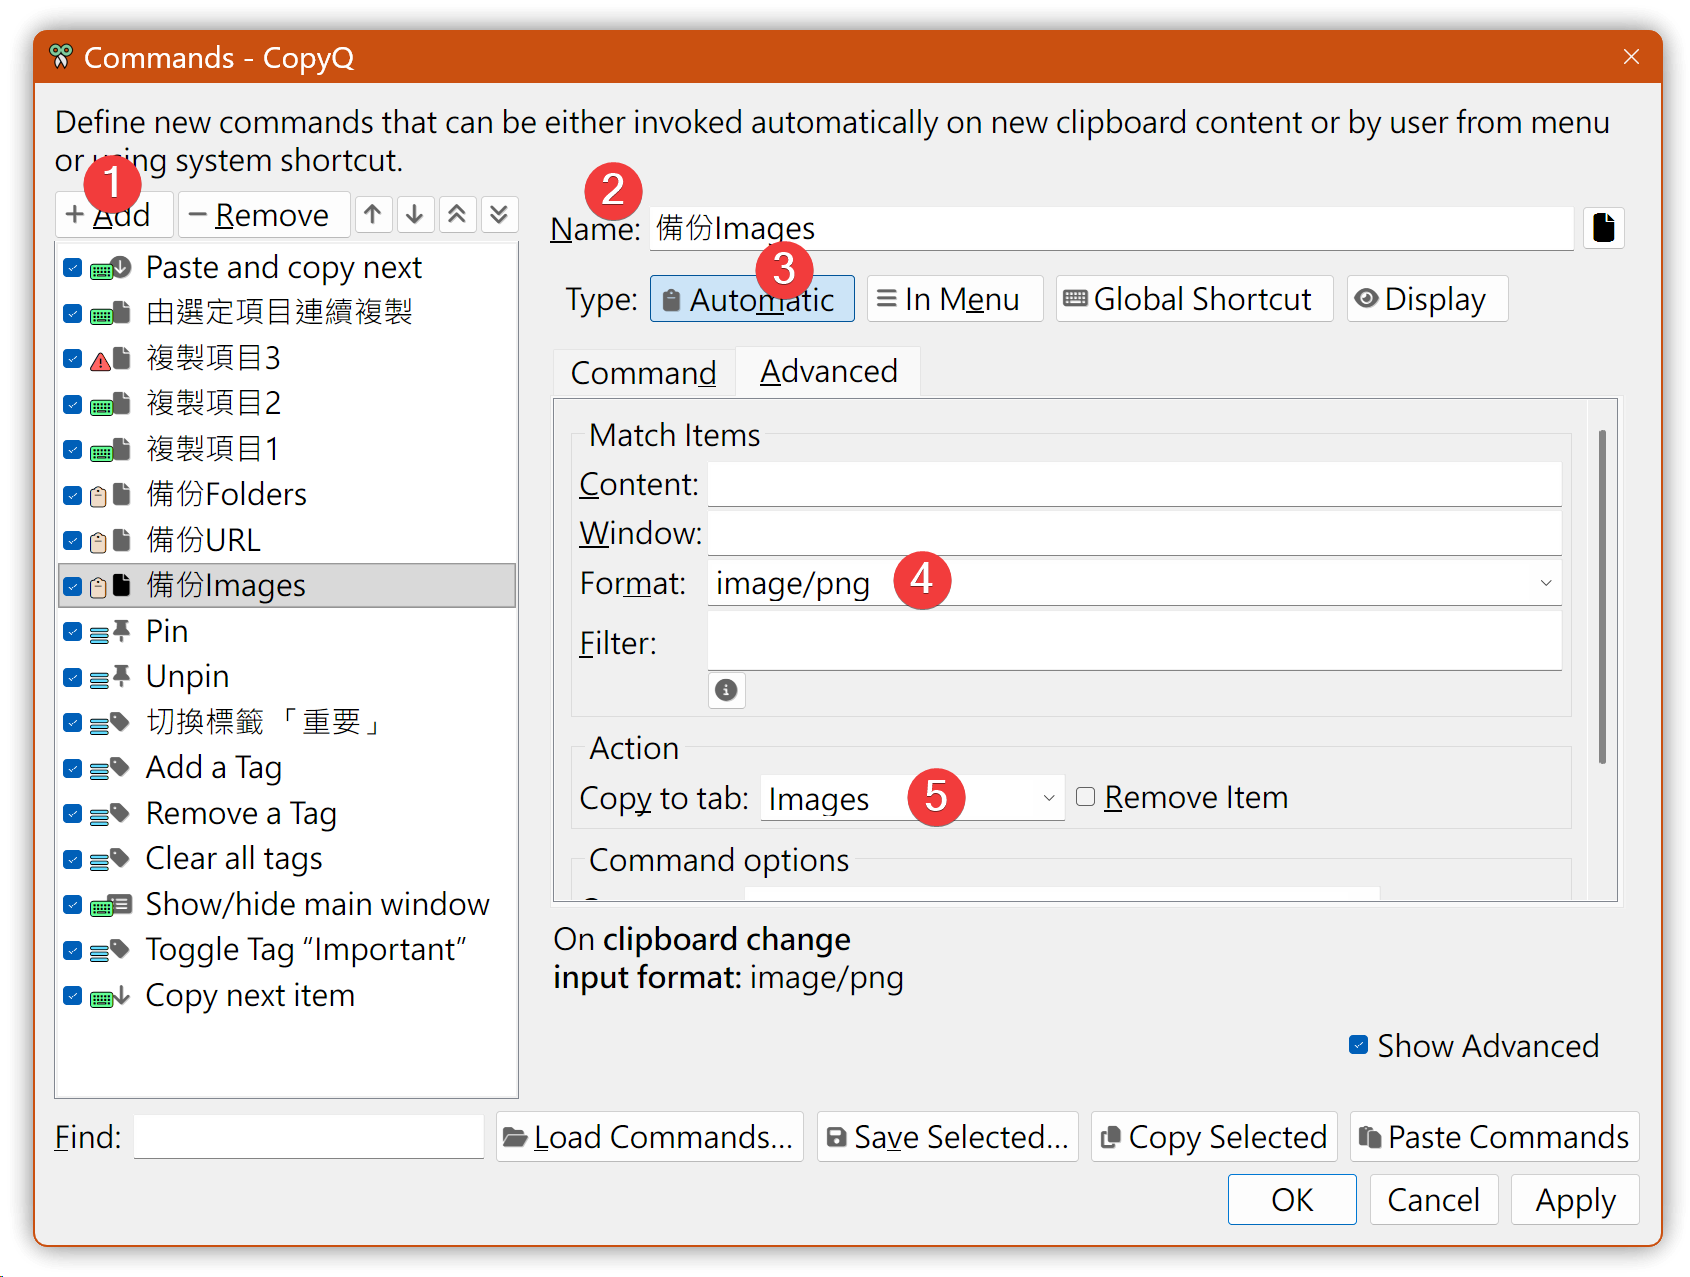 Commands - CopyQ
Define new commands that can be either invoked automatically on new clipboard content or by user from menu
or using system shortcut.
1
Add
Remove
2
Name: 備份Images
3
Type: Automatic In Menu Global Shortcut Display
Paste and copy next
由選定項目連續複製
複製項目3
複製項目2
複製項目1
備份Folders
備份URL
備份Images
Pin
Unpin
切換標籤「重要」
Add a Tag
Remove a Tag
Clear all tags
Show/hide main window
Toggle Tag “Important”
Copy next item
Command Advanced
Match Items
Content:
Window:
Format: image/png 4
Filter:
Action
Copy to tab: Images 5 Remove Item
Command options
On clipboard change
input format: image/png
Show Advanced
Find: Load Commands... Save Selected... Copy Selected Paste Commands
OK Cancel Apply